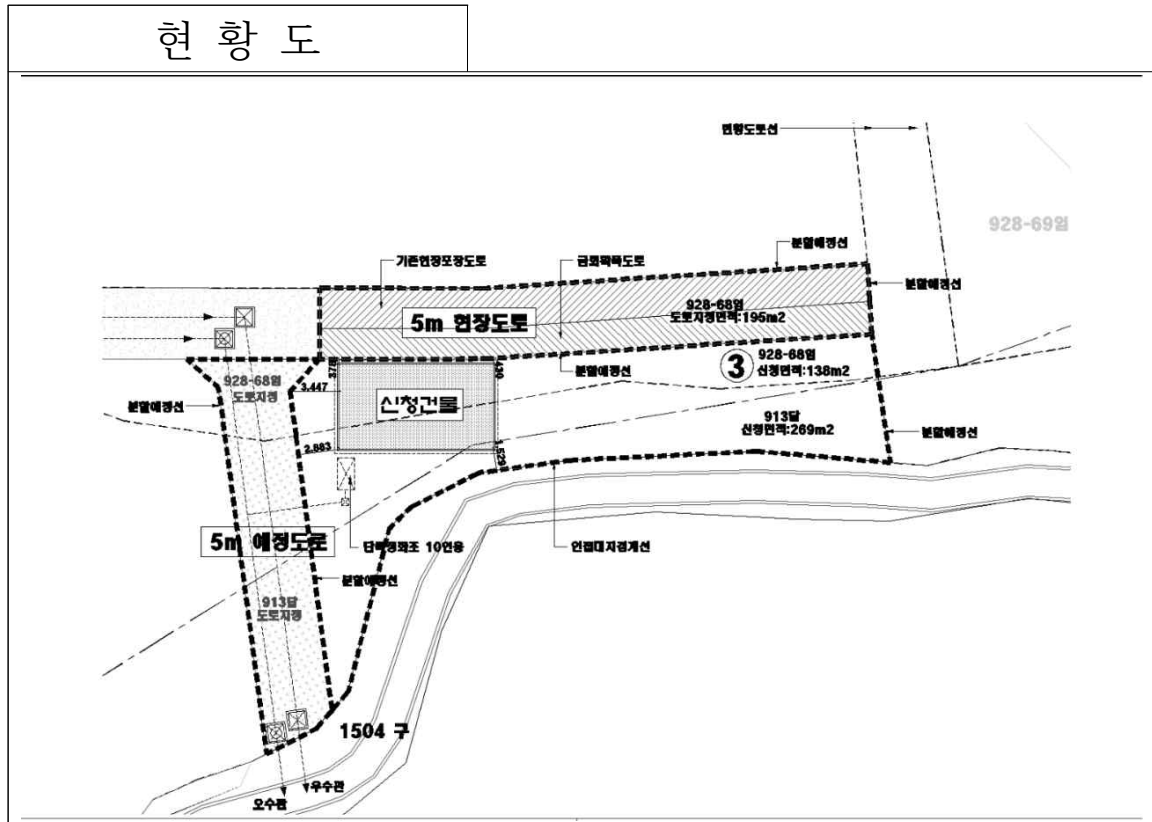 현 황 도
현황도로선
928-69임
분할예정선
기존현장포장도로
금회확폭도로
분할예정선
928-68임
도로지정면적:195m2
5m 현장도로
분할예정선
3
928-68임
신청면적:138m2
928-68임
도로지정
3.447
신청건물
분할예정선
913답
신청면적:269m2
분할예정선
2.883
1.529
5m 예정도로
단독정화조 10인용
인접대지경계선
분할예정선
913답
도로지정
1504 구
우수관
오수관